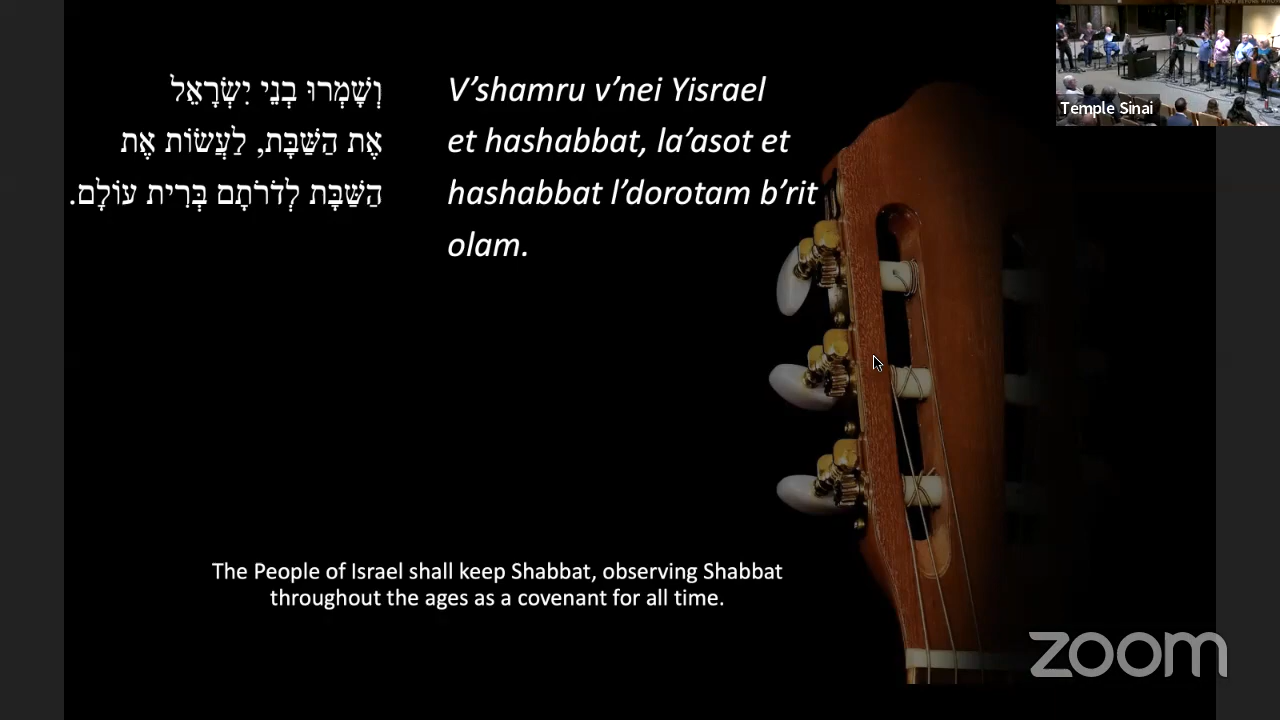 וְשָׁמְרוּ בְנֵי יִשְׂרָאֵל
אֶת הַשַּׁבָּת, לַעֲשׂוֹת אֶת
הַשַּׁבָּת לְדֹרֹתָם בְּרִית עוֹלָם.
V’shamru v’nei Yisrael
et hashabbat, la’asot et
hashabbat l’dorotam b’rit
olam.
The People of Israel shall keep Shabbat, observing Shabbat
throughout the ages as a covenant for all time.
Temple Sinai
zoom